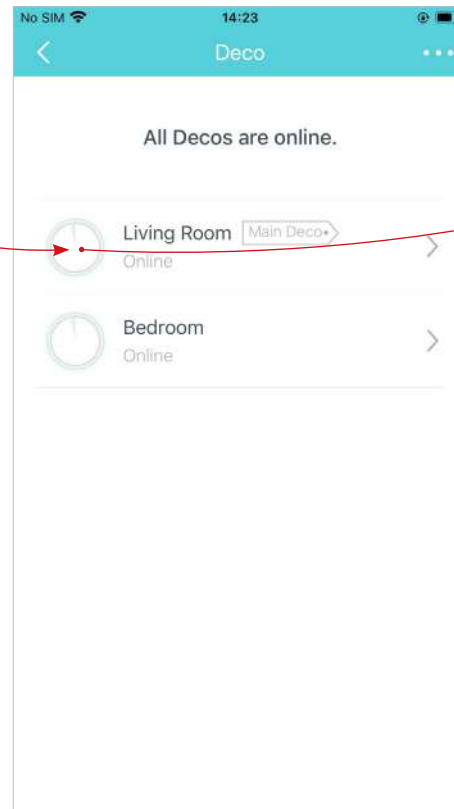 No SIM 14:23
Deco
All Decos are online.
Living Room Main Deco
Online
Bedroom
Online